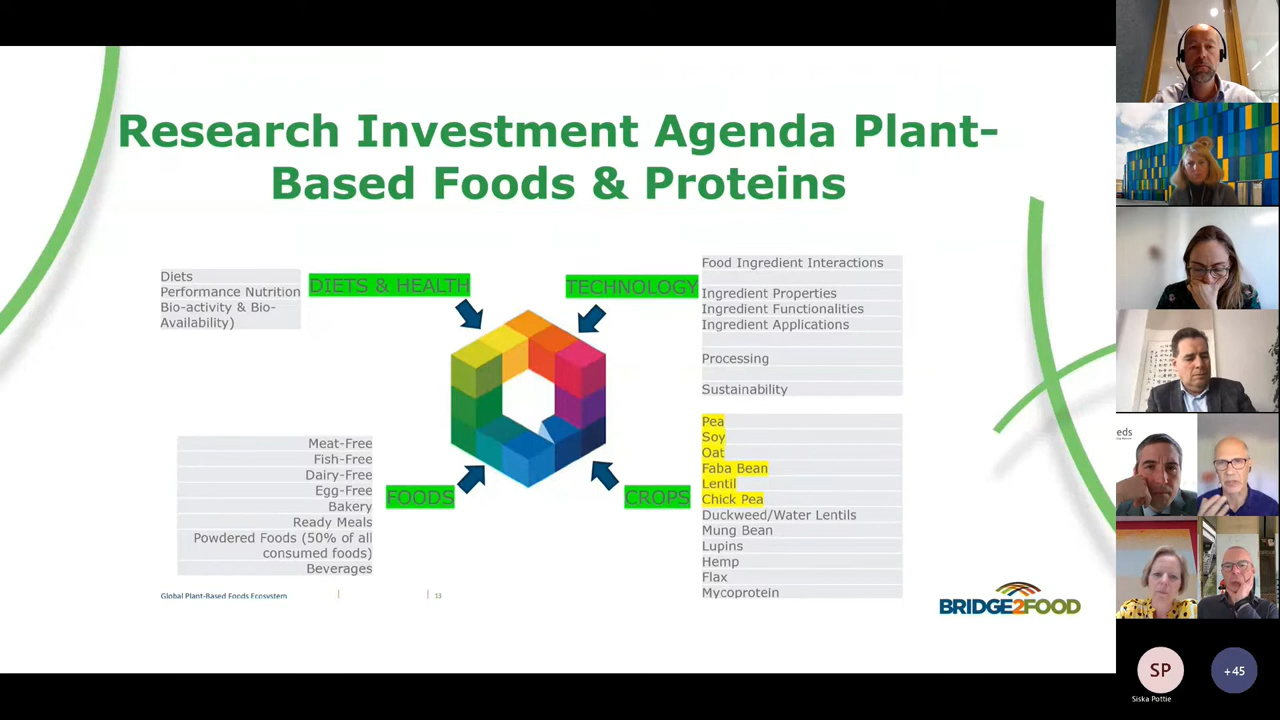 Research Investment Agenda Plant-
Based Foods & Proteins
Diets
Performance Nutrition
Bio-activity & Bio-
Availability)
DIETS & HEALTH
TECHNOLOGY
Food Ingredient Interactions
Ingredient Properties
Ingredient Functionalities
Ingredient Applications
Processing
Sustainability
Meat-Free
Fish-Free
Dairy-Free
Egg-Free
Bakery
Ready Meals
Powdered Foods (50% of all
consumed foods)
Beverages
FOODS
CROPS
Pea
Soy
Oat
Faba Bean
Lentil
Chick Pea
Duckweed/Water Lentils
Mung Bean
Lupins
Hemp
Flax
Mycoprotein
Global Plant-Based Foods Ecosystem
13
BRIDGE2FOOD
eds
SP
Siska Pottie
+45